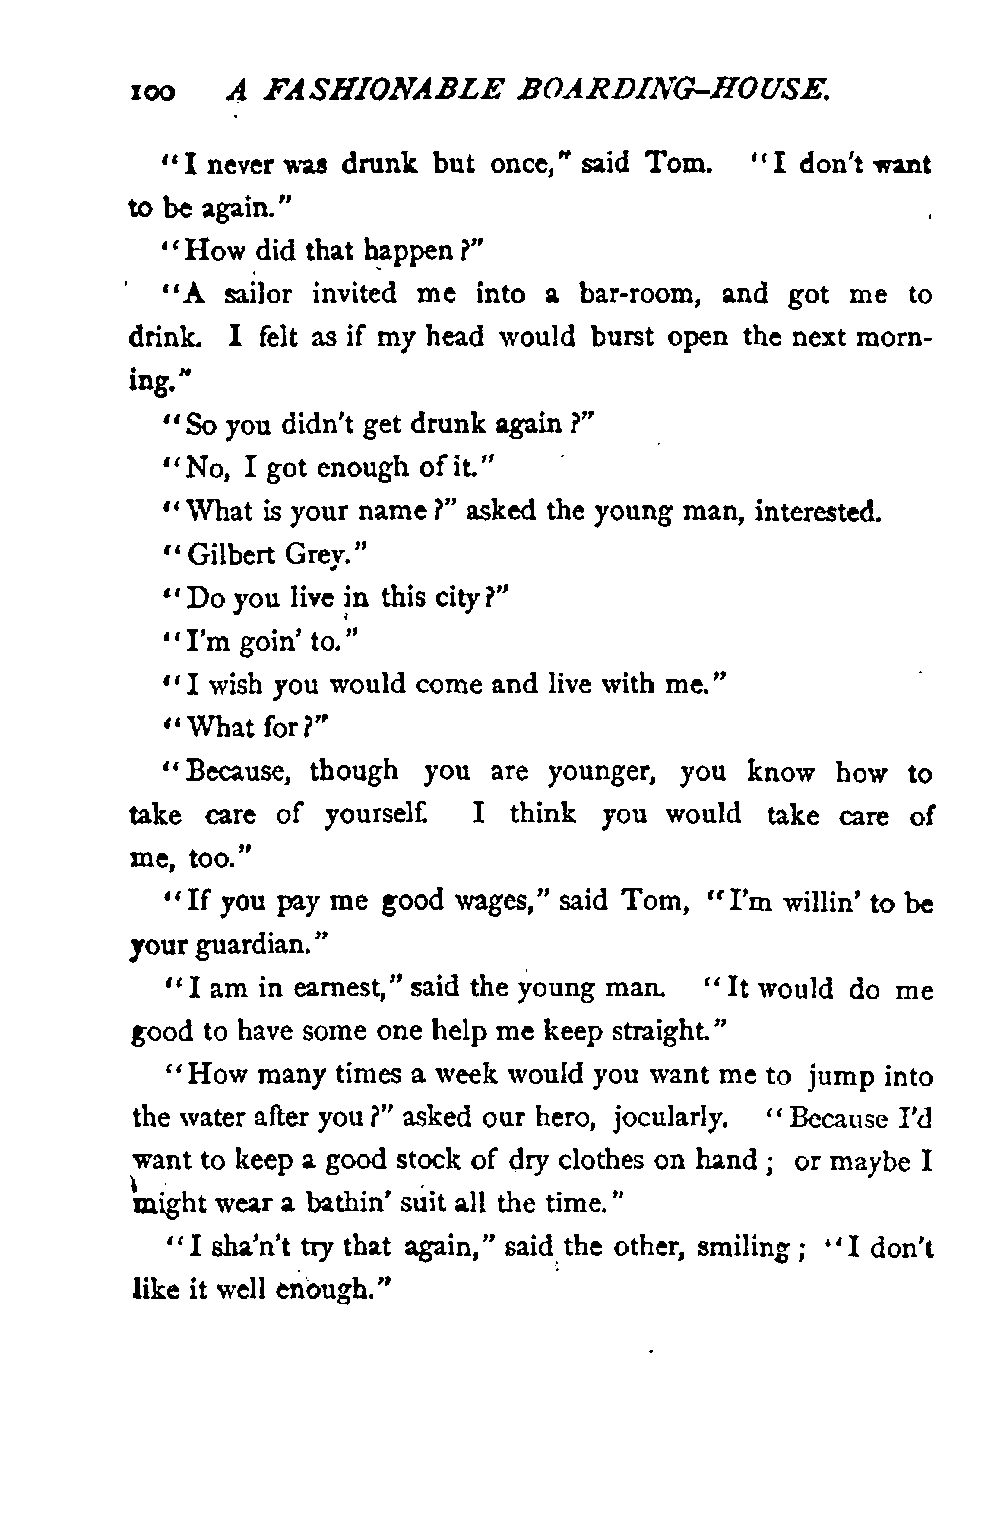 100 A FASHIONABLE BOARDING-HOUSE.
"I never was drunk but once," said Tom. "I don't want
to be again."
"How did that happen?"
"A sailor invited me into a bar-room, and got me to
drink. I felt as if my head would burst open the next morn-
ing."
"So you didn't get drunk again?"
"No, I got enough of it."
"What is your name?" asked the young man, interested.
"Gilbert Grey."
"Do you live in this city?"
"I'm goin' to."
"I wish you would come and live with me."
"What for?"
"Because, though you are younger, you know how to
take care of yourself. I think you would take care of
me, too."
"If you pay me good wages," said Tom, "I'm willin' to be
your guardian."
"I am in earnest," said the young man. "It would do me
good to have some one help me keep straight."
"How many times a week would you want me to jump into
the water after you?" asked our hero, jocularly. "Because I'd
want to keep a good stock of dry clothes on hand; or maybe I
might wear a bathin' suit all the time."
"I sha'n't try that again," said the other, smiling; "I don't
like it well enough."